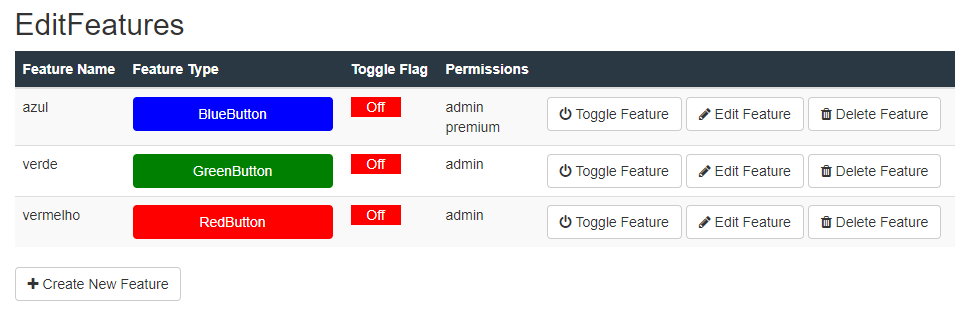 EditFeatures
Feature Name Feature Type Toggle Flag Permissions
azul BlueButton Off admin Toggle Feature Edit Feature Delete Feature
premium
verde GreenButton Off admin Toggle Feature Edit Feature Delete Feature
vermelho RedButton Off admin Toggle Feature Edit Feature Delete Feature
Create New Feature